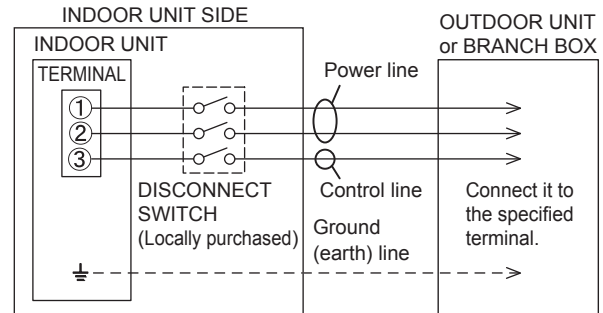 INDOOR UNIT SIDE
INDOOR UNIT
TERMINAL
①
②
③
DISCONNECT
SWITCH
(Locally purchased)
Power line
Control line
Ground
(earth) line
OUTDOOR UNIT
or BRANCH BOX
Connect it to
the specified
terminal.